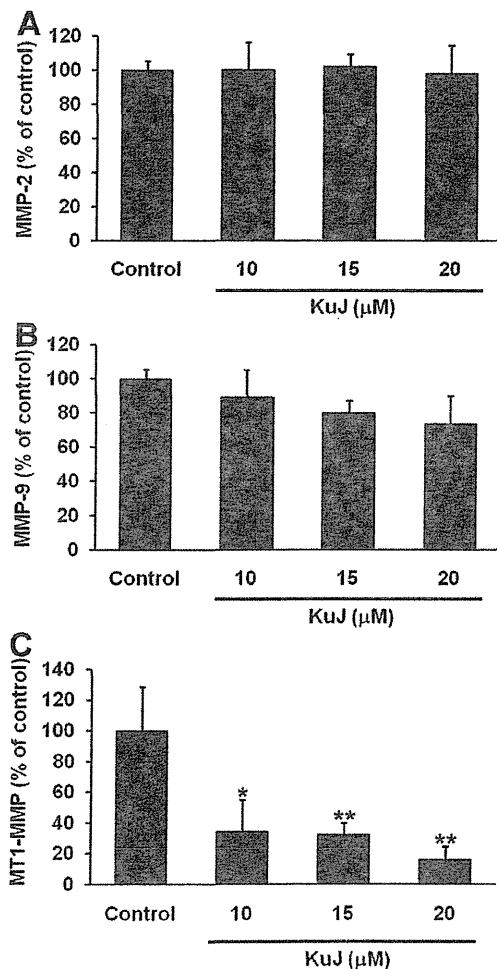 A
MMP-2 (% of control)
120
100
80
60
40
20
0
Control 10 15 20
KuJ (μM)
B
MMP-9 (% of control)
120
100
80
60
40
20
0
Control 10 15 20
KuJ (μM)
C
MT1-MMP (% of control)
140
120
100
80
60
40
20
0
* ** **
Control 10 15 20
KuJ (μM)